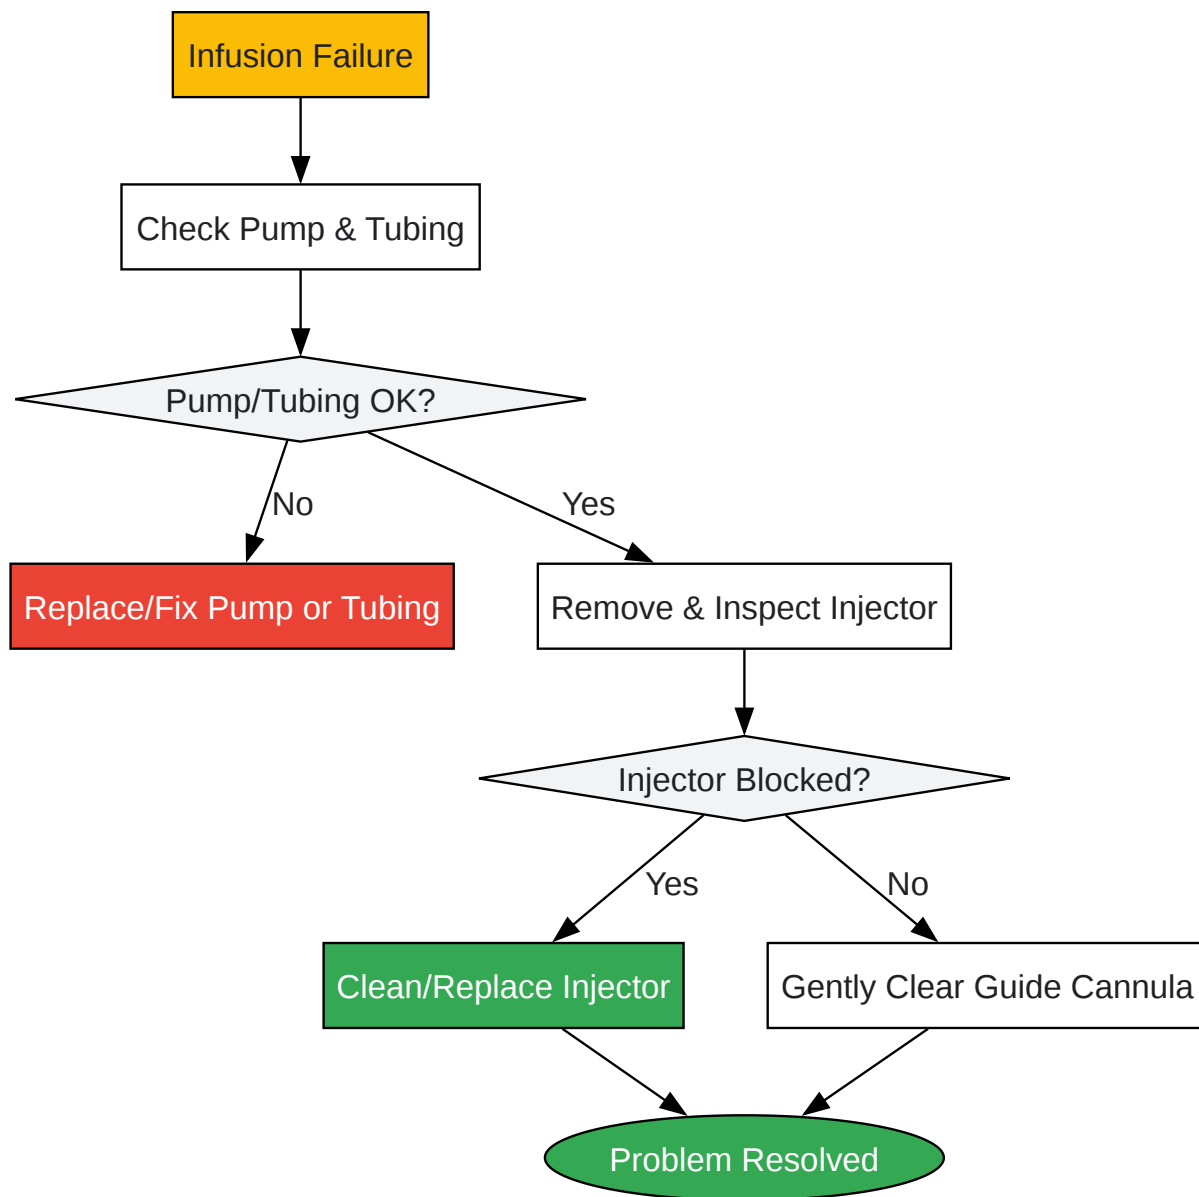 Infusion Failure
Check Pump & Tubing
Pump/Tubing OK?
No
Yes
Replace/Fix Pump or Tubing
Remove & Inspect Injector
Injector Blocked?
Yes
No
Clean/Replace Injector
Gently Clear Guide Cannula
Problem Resolved